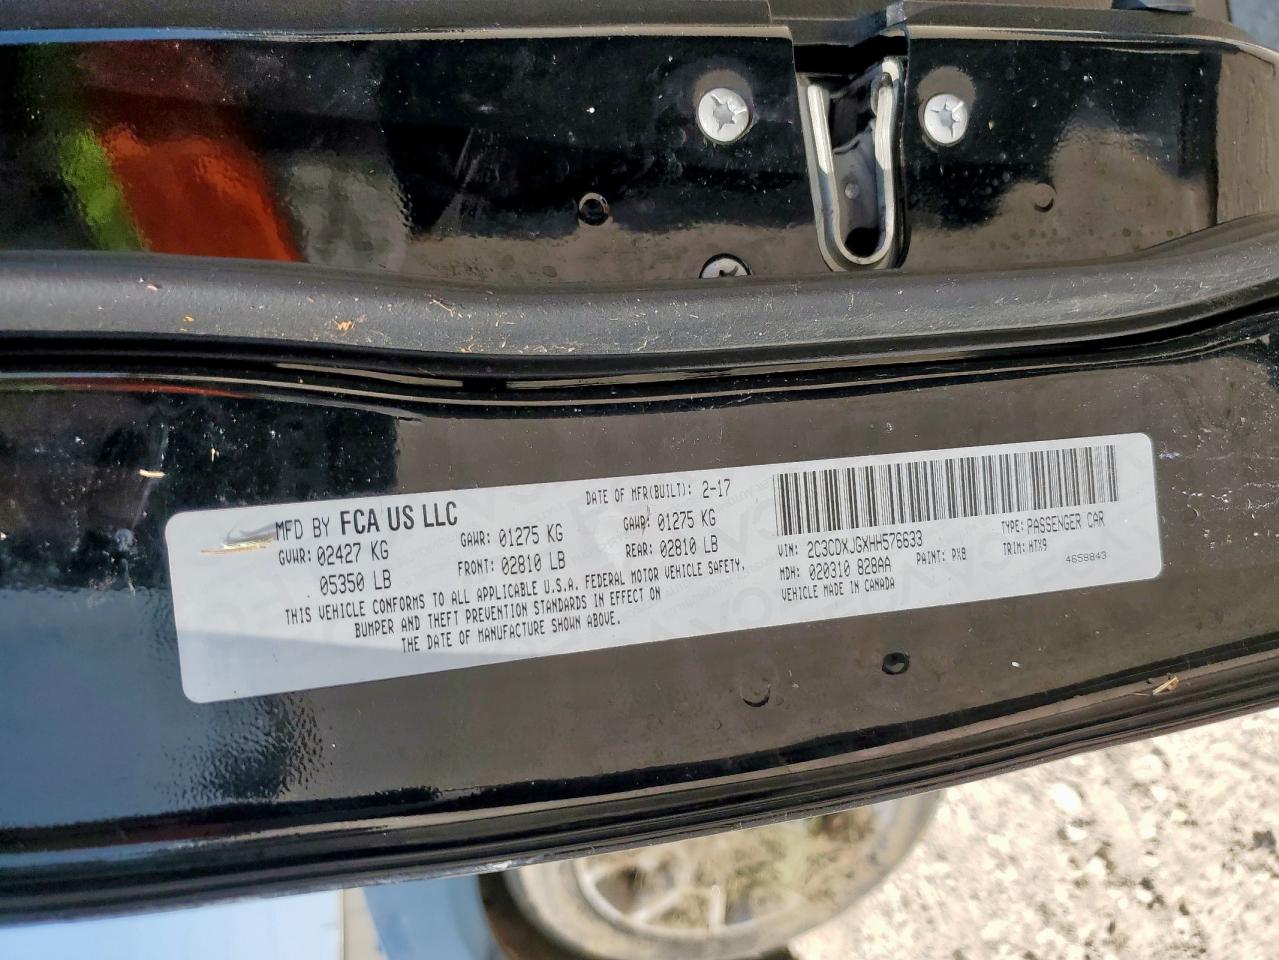 MFD BY FCA US LLC
DATE OF MFR(BUILT): 2-17
GVWR: 02427 KG
GAWR: 01275 KG
GAWR: 01275 KG
05350 LB
FRONT: 02810 LB
REAR: 02810 LB
THIS VEHICLE CONFORMS TO ALL APPLICABLE U.S.A. FEDERAL MOTOR VEHICLE SAFETY,
BUMPER AND THEFT PREVENTION STANDARDS IN EFFECT ON
THE DATE OF MANUFACTURE SHOWN ABOVE.
VIN: 2C3CDXJGXHH576633
TYPE: PASSENGER CAR
MDH: 020310 828AA
PAINT: PX8
TRIM: HTX9
VEHICLE MADE IN CANADA
4658843